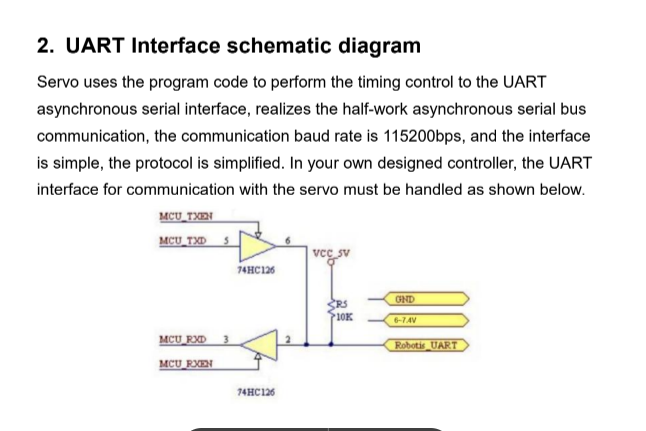 2. UART Interface schematic diagram
Servo uses the program code to perform the timing control to the UART
asynchronous serial interface, realizes the half-work asynchronous serial bus
communication, the communication baud rate is 115200bps, and the interface
is simple, the protocol is simplified. In your own designed controller, the UART
interface for communication with the servo must be handled as shown below.
MCU_TXEN
MCU_TXD 5 6
74HC126
VCC_5V
R5
10K
GND
6-7.4V
Robotis_UART
MCU_RXD 3 2
MCU_RXEN
74HC126